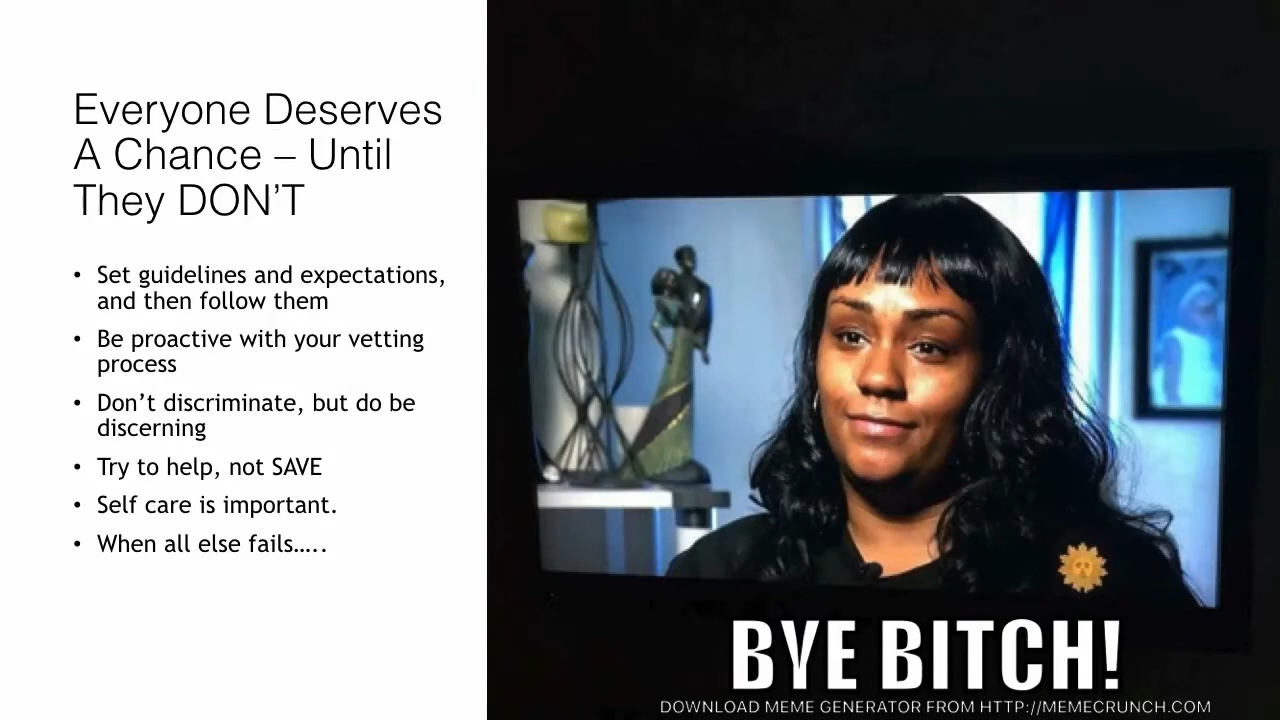 Everyone Deserves
A Chance – Until
They DON’T
• Set guidelines and expectations,
and then follow them
• Be proactive with your vetting
process
• Don’t discriminate, but do be
discerning
• Try to help, not SAVE
• Self care is important.
• When all else fails…..
BYE BITCH!
DOWNLOAD MEME GENERATOR FROM HTTP://MEMECRUNCH.COM